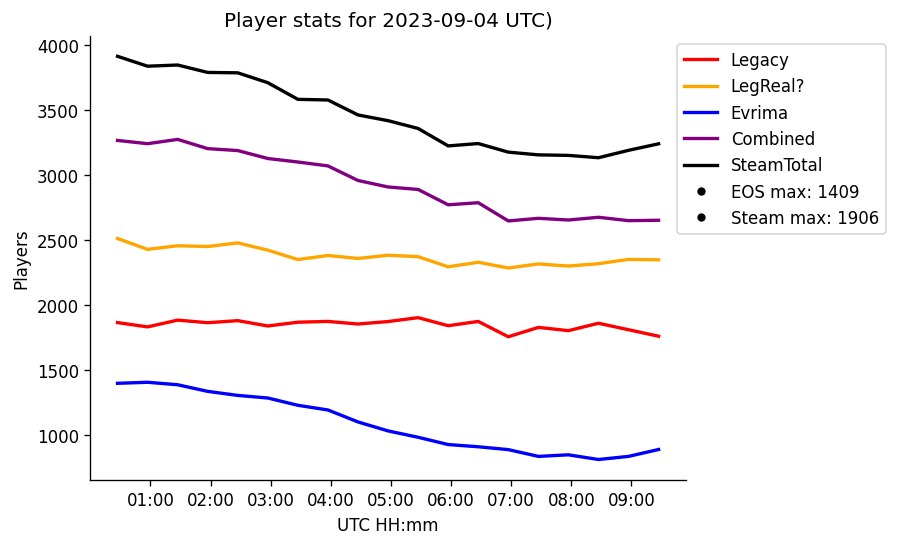 Player stats for 2023-09-04 UTC)
4000
3500
3000
2500
2000
1500
1000
Players
01:00 02:00 03:00 04:00 05:00 06:00 07:00 08:00 09:00
UTC HH:mm
Legacy
LegReal?
Evrima
Combined
SteamTotal
EOS max: 1409
Steam max: 1906